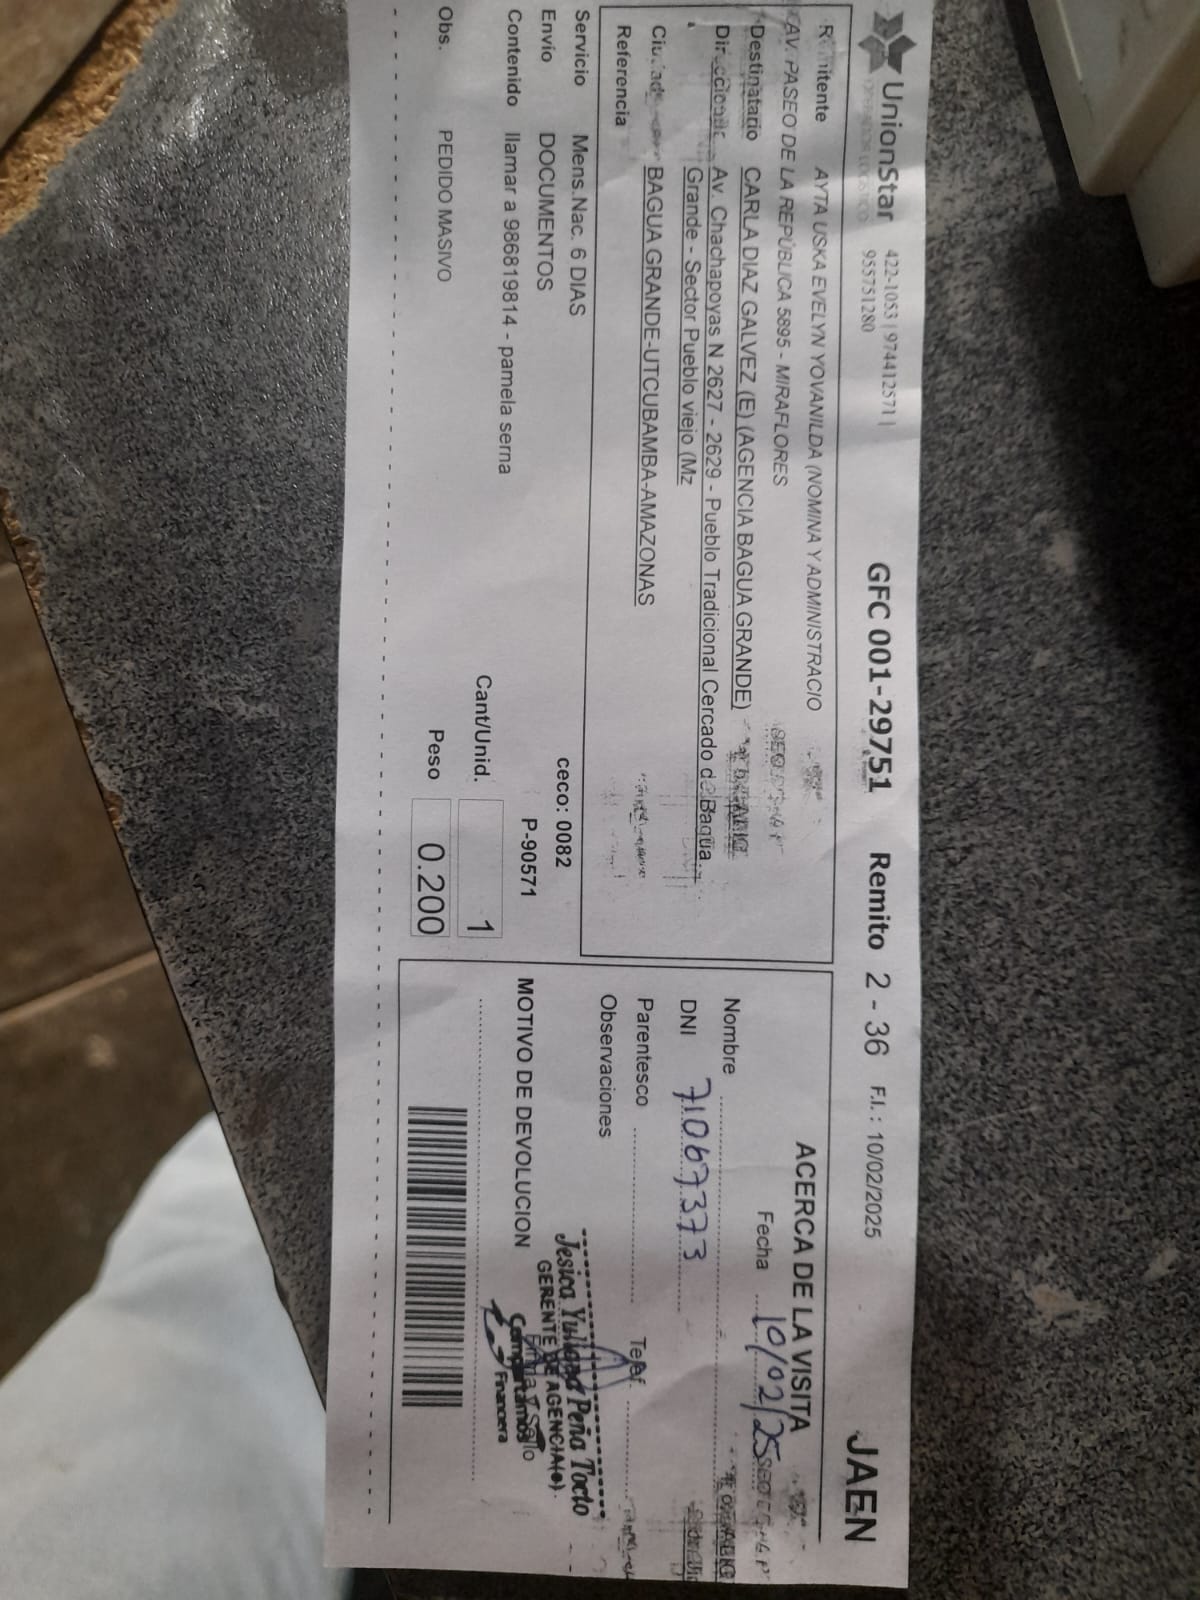 UnionStar 422-1053 | 974412571 |
955751280
GFC 001-29751 Remito 2 - 36 F.I.: 10/02/2025 JAEN
AYTA USKA EVELYN YOVANILDA (NOMINA Y ADMINISTRACIO
AV. PASEO DE LA REPÚBLICA 5895 - MIRAFLORES
Destinatario CARLA DIAZ GALVEZ (E) (AGENCIA BAGUA GRANDE)
Av. Chachapoyas N 2627 - 2629 - Pueblo Tradicional Cercado de Bagua
Grande - Sector Pueblo viejo (Mz
BAGUA GRANDE-UTCUBAMBA-AMAZONAS
Referencia
Servicio Mens.Nac. 6 DIAS
Envio DOCUMENTOS
ceco: 0082
Contenido llamar a 986819814 - pamela serna
P-90571
Cant/Unid. 1
Obs. PEDIDO MASIVO
Peso 0.200
ACERCA DE LA VISITA
Fecha 10/02/25
Nombre
DNI 71067373
Parentesco Telef.
Observaciones
Jesica Yuliana Peña Tocto
GERENTE DE AGENCIA(e)
Compartamos
Financiera
MOTIVO DE DEVOLUCION